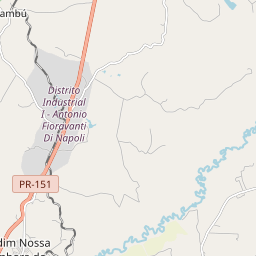 ambú
Distrito
Industrial
I - Antonio
Fioravanti
Di Napoli
PR-151
dim Nossa